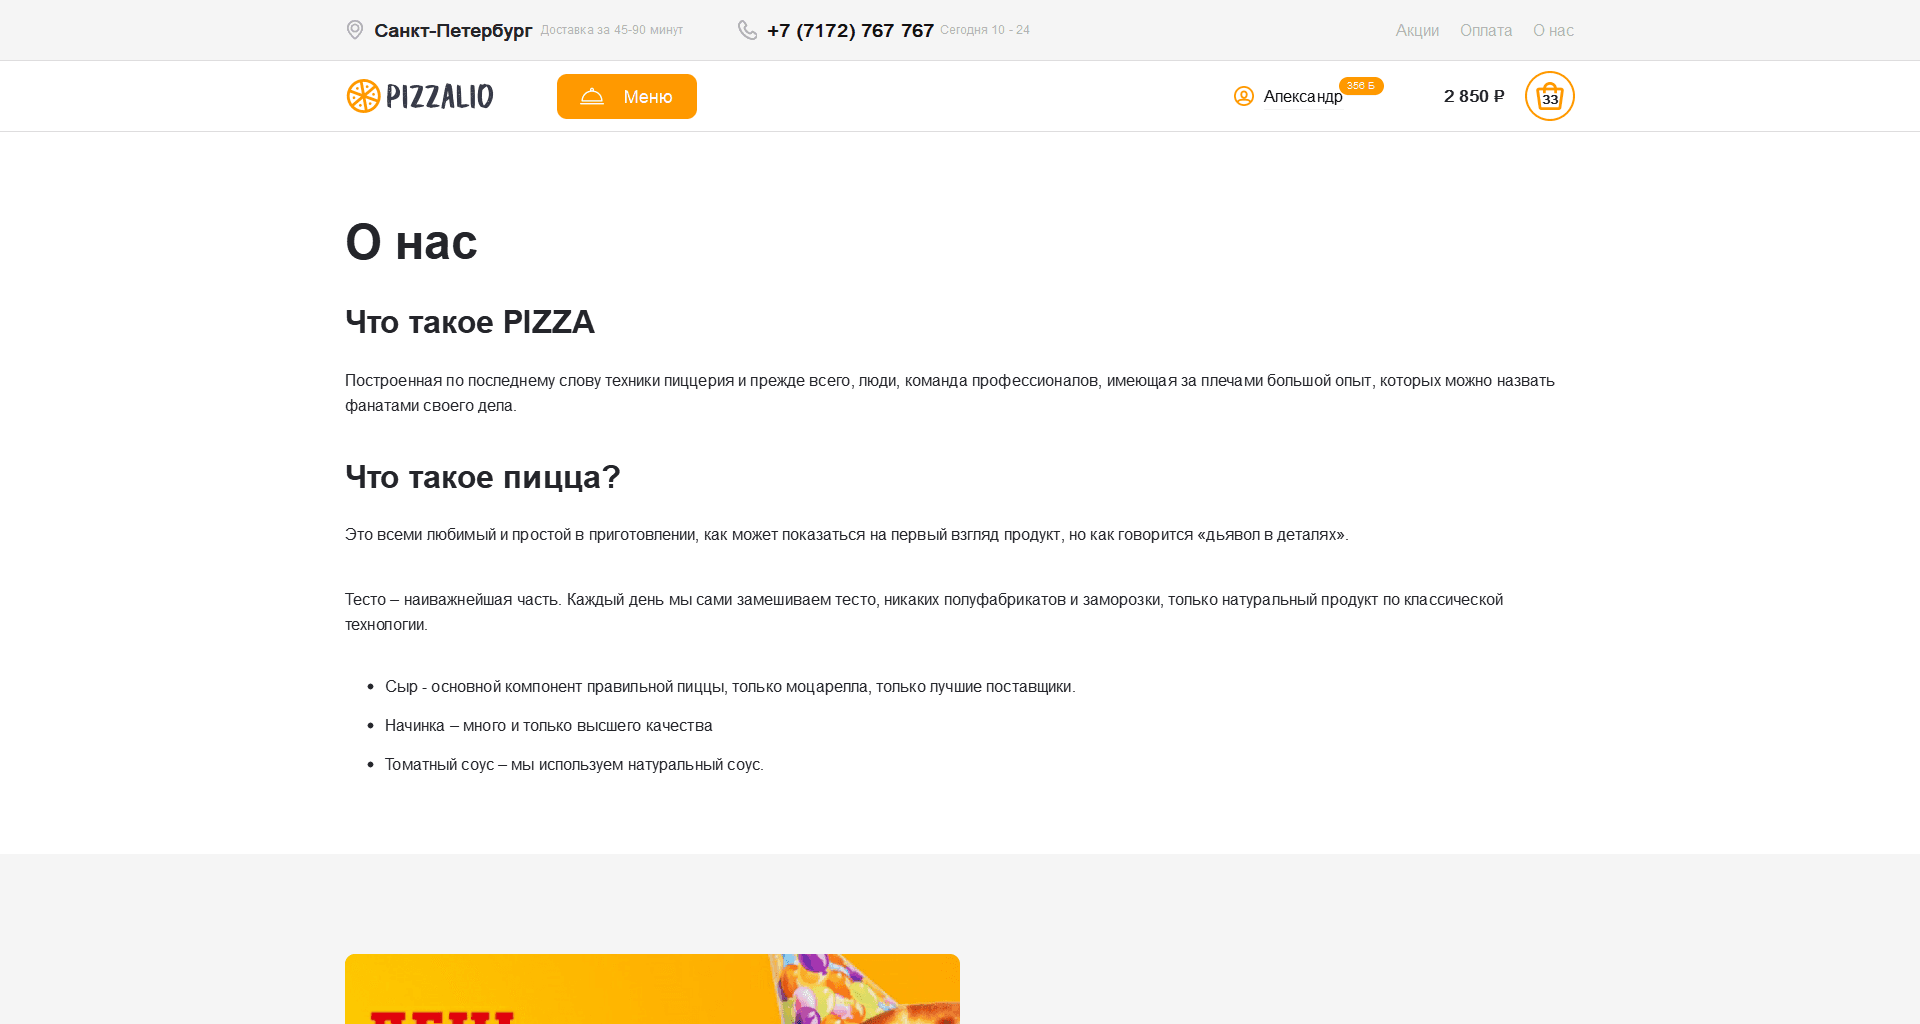 Санкт-Петербург Доставка за 45-90 минут +7 (7172) 767 767 Сегодня 10 - 24 Акции Оплата О нас
PIZZALIO Меню Александр 356 Б 2 850 ₽ 33
О нас
Что такое PIZZA
Построенная по последнему слову техники пиццерия и прежде всего, люди, команда профессионалов, имеющая за плечами большой опыт, которых можно назвать
фанатами своего дела.
Что такое пицца?
Это всеми любимый и простой в приготовлении, как может показаться на первый взгляд продукт, но как говорится «дьявол в деталях».
Тесто – наиважнейшая часть. Каждый день мы сами замешиваем тесто, никаких полуфабрикатов и заморозки, только натуральный продукт по классической
технологии.
• Сыр - основной компонент правильной пиццы, только моцарелла, только лучшие поставщики.
• Начинка – много и только высшего качества
• Томатный соус – мы используем натуральный соус.